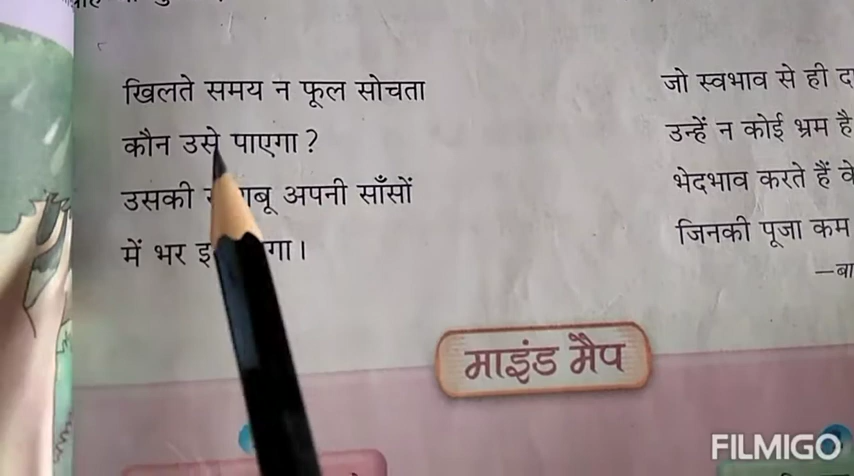 खिलते समय न फूल सोचता
कौन उसे पाएगा?
उसकी अपनी साँसों
में भर
जो स्वभाव से ही
उन्हें न कोई भ्रम है
भेदभाव करते हैं वे
जिनकी पूजा कम
माइंड मैप
FILMIGO